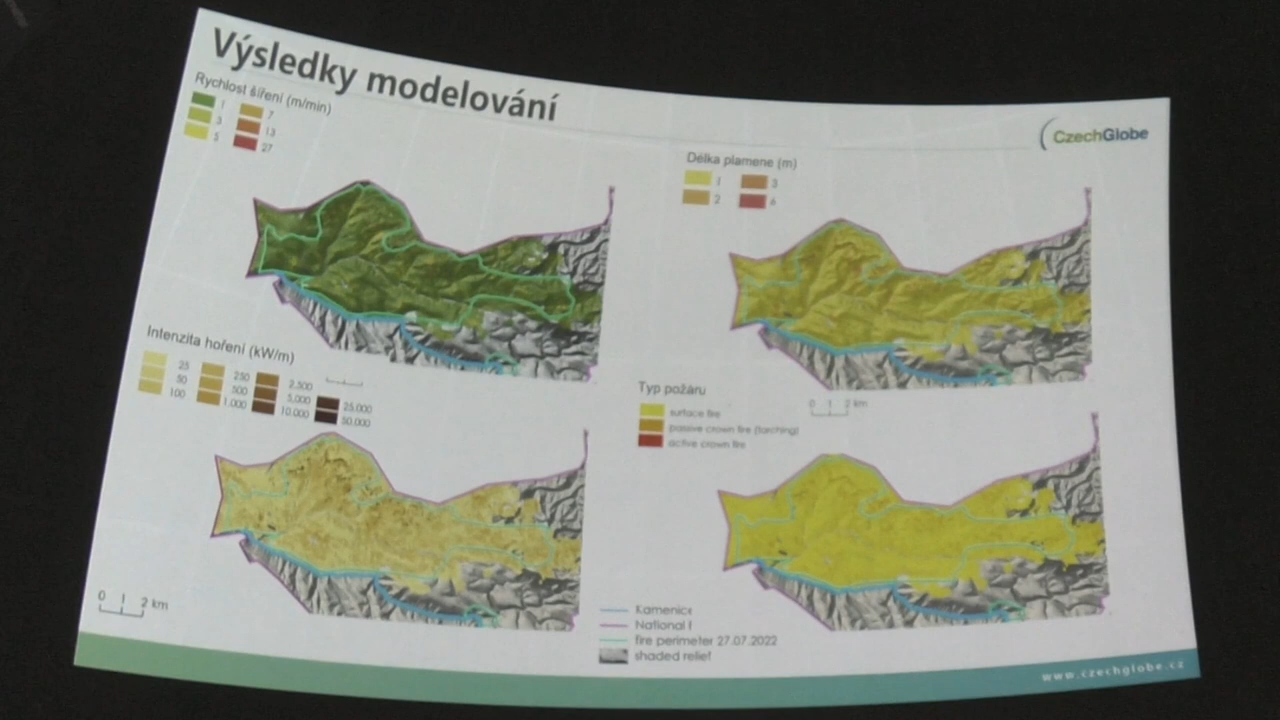 Výsledky modelování
CzechGlobe
Rychlost šíření (m/min)
1 7
3 13
5 27
Délka plamene (m)
1 3
2 6
Intenzita hoření (kW/m)
25 250 2,500 25,000
50 500 5,000 50,000
100 1,000 10,000
Typ požáru
surface fire
passive crown fire (torching)
active crown fire
0 1 2 km
0 1 2 km
Kamenice
National
fire perimeter 27.07.2022
shaded relief
www.czechglobe.cz